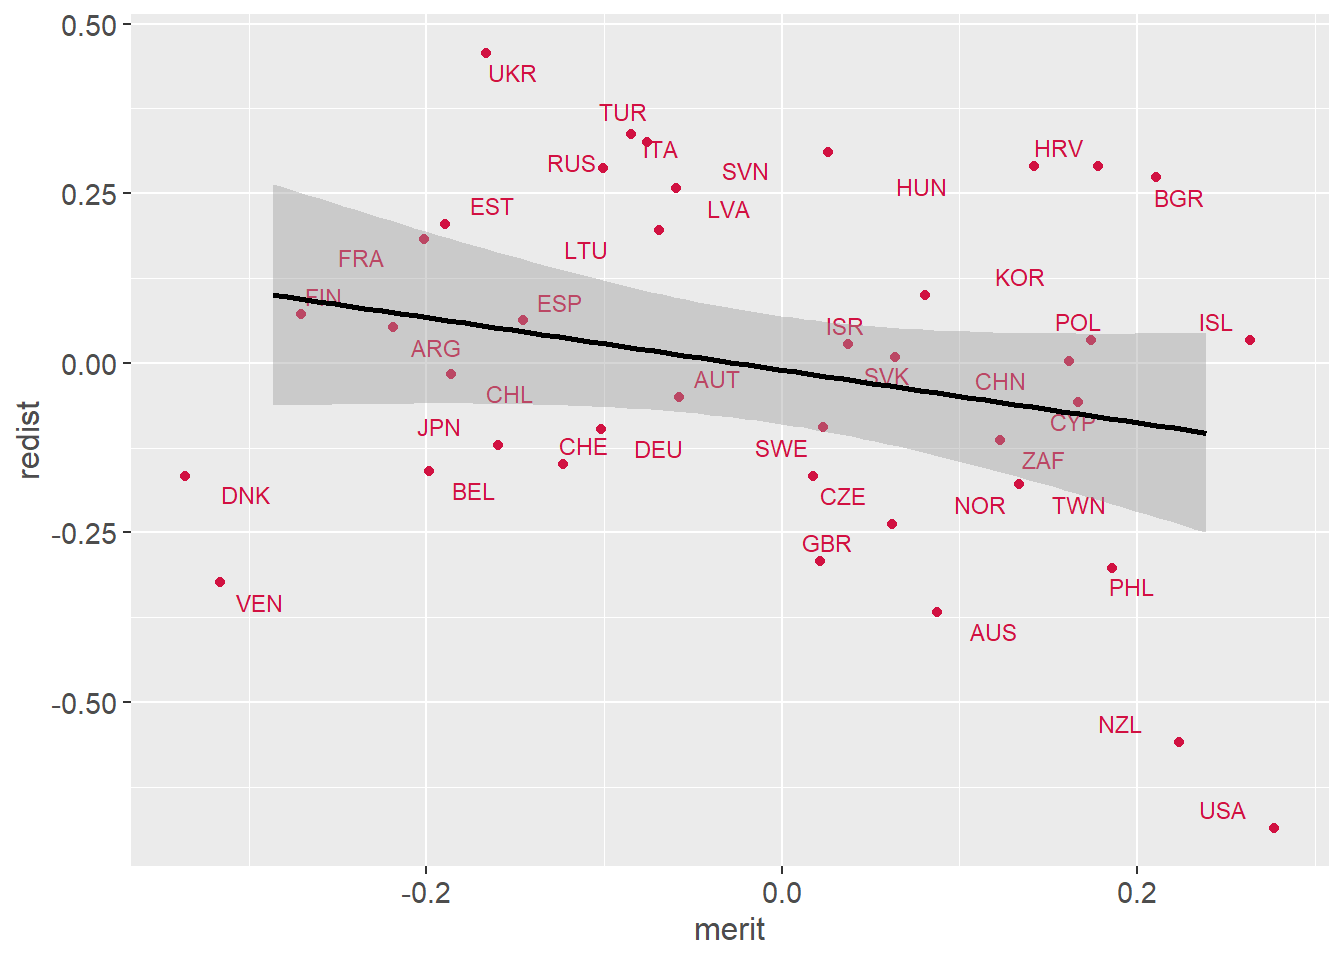 0.50
UKR
TUR
ITA
HRV
RUS
SVN
HUN
0.25
BGR
EST
LVA
LTU
FRA
KOR
FIN
ESP
ISR
POL
ISL
0.00
ARG
AUT
SVK
CHN
CHL
JPN
CYP
redist
CHE
DEU
SWE
ZAF
DNK
BEL
CZE
NOR
TWN
-0.25
GBR
PHL
VEN
AUS
-0.50
NZL
USA
-0.2
0.0
0.2
merit